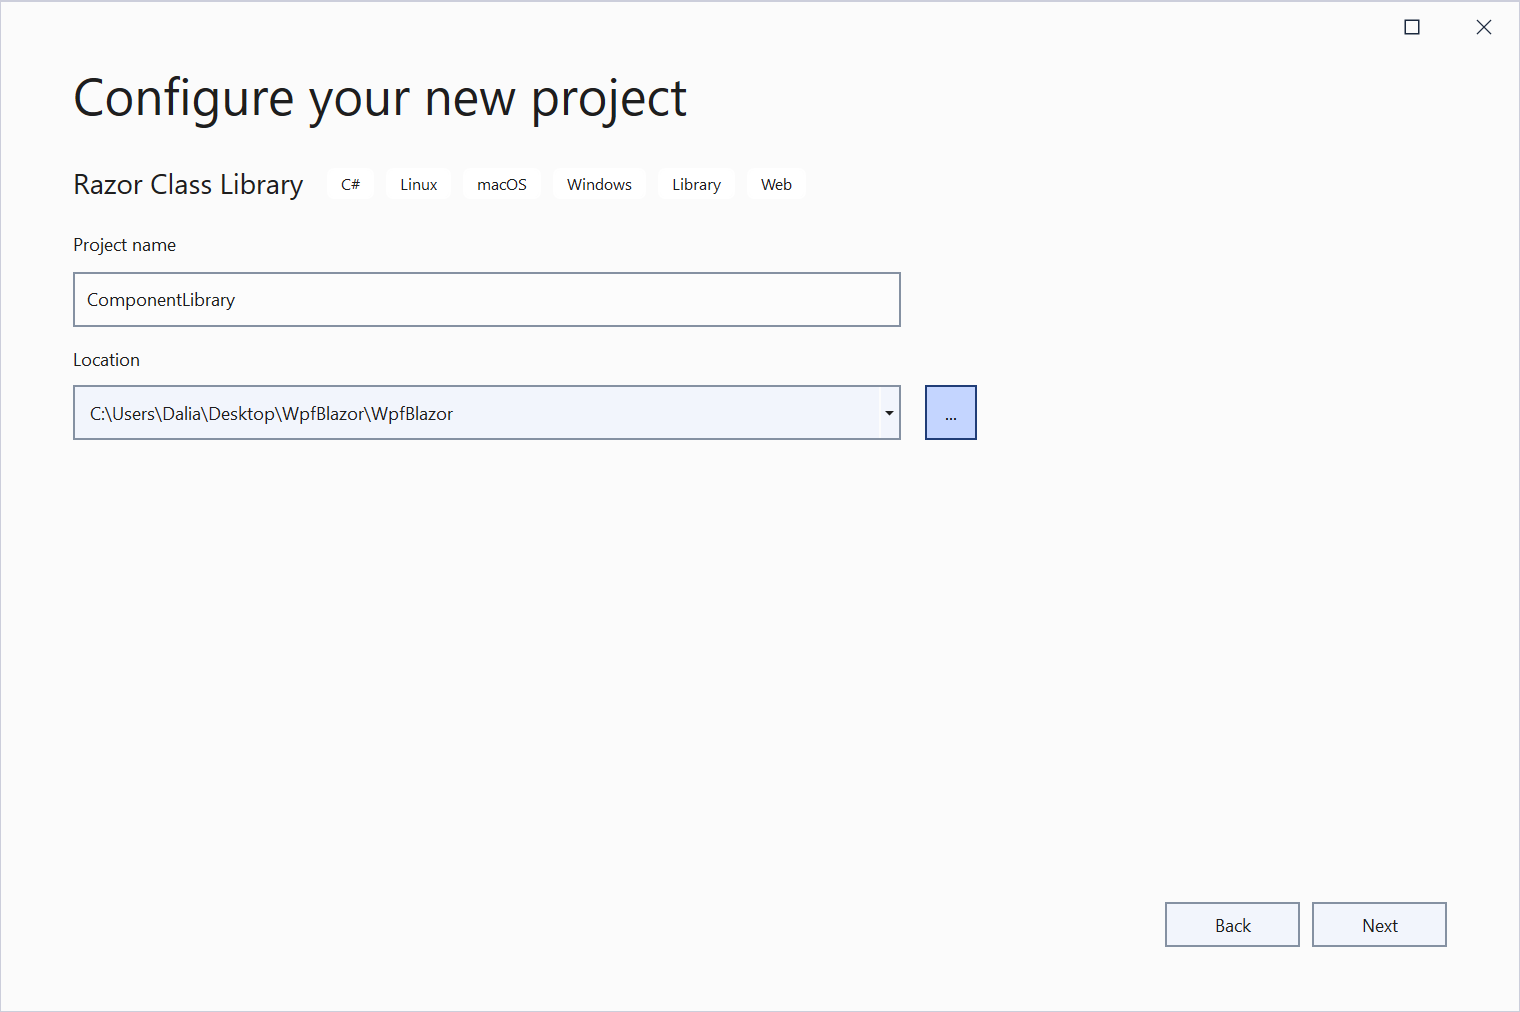 Configure your new project
Razor Class Library C# Linux macOS Windows Library Web
Project name
ComponentLibrary
Location
C:\Users\Dalia\Desktop\WpfBlazor\WpfBlazor ...
Back Next